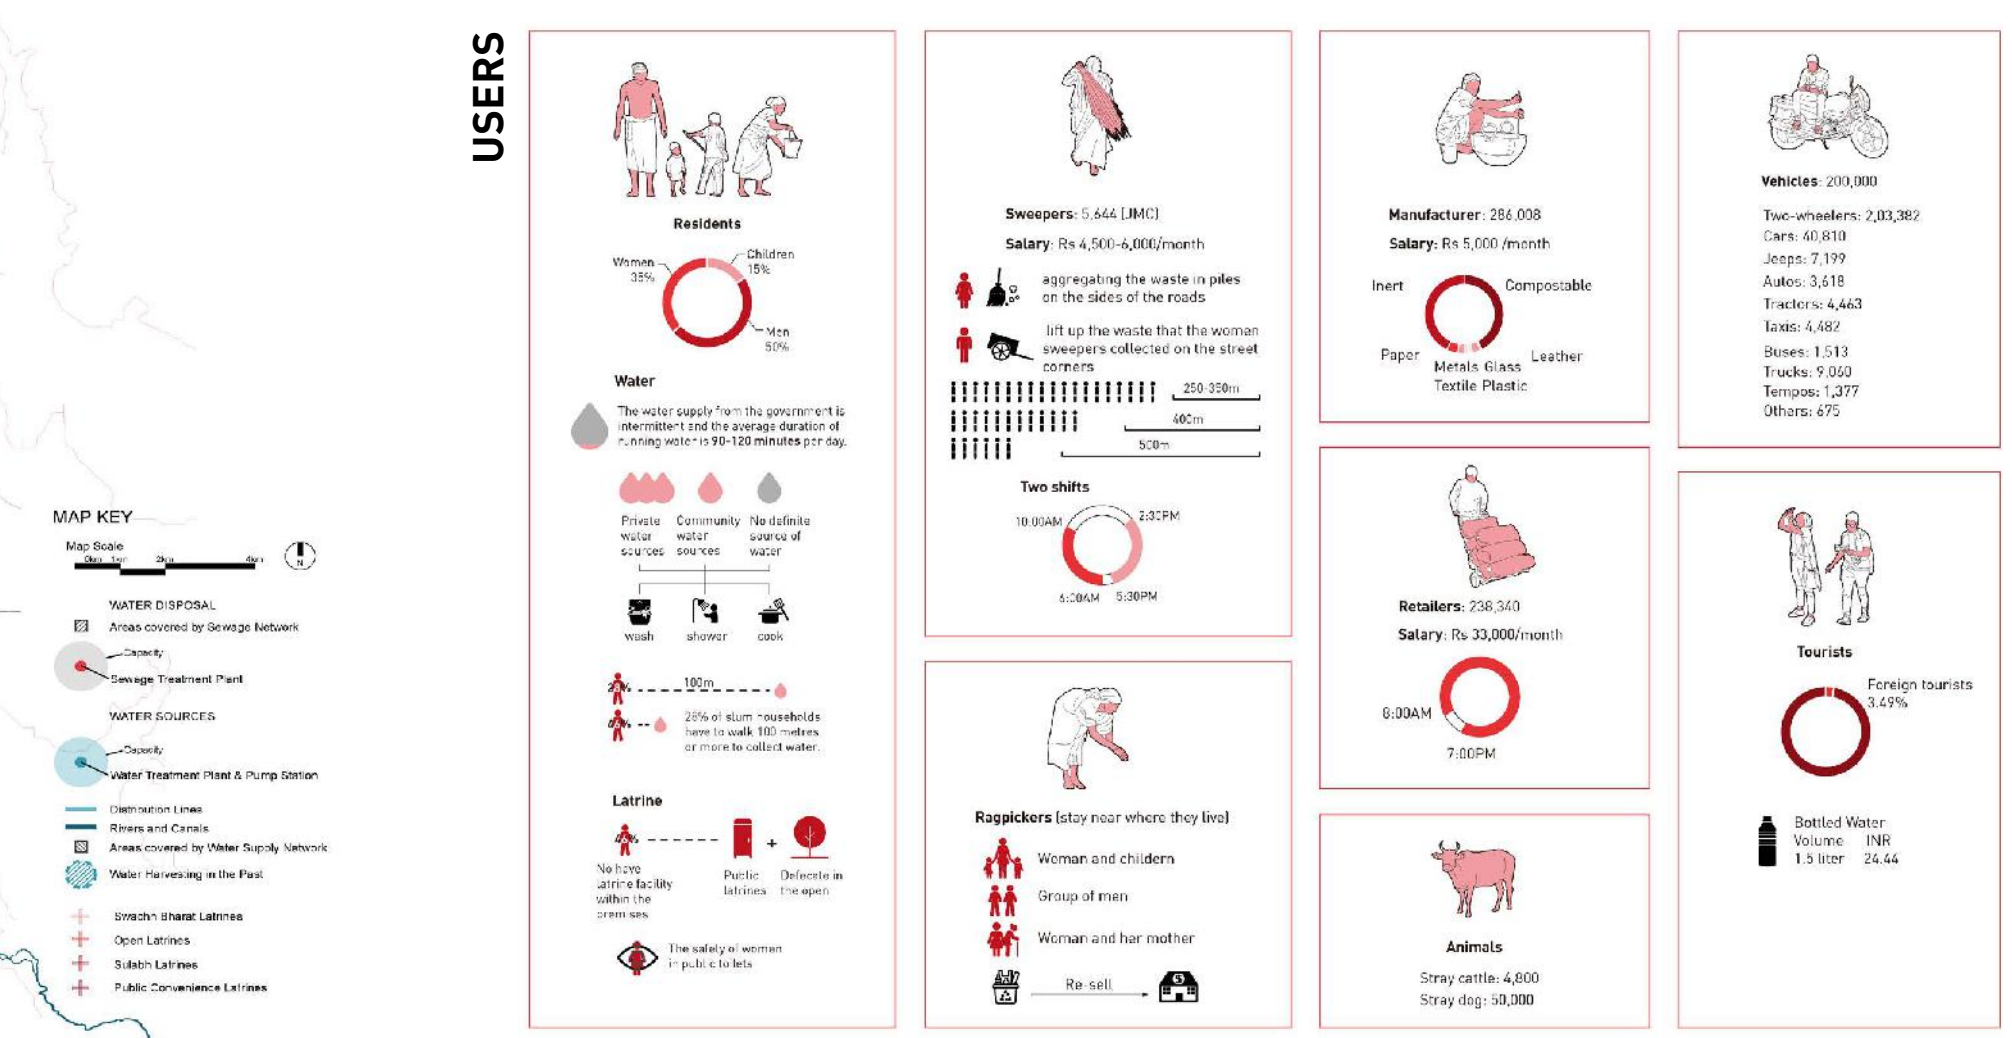 USERS
MAP KEY
Map Scale
0km 1km 2km 4km
N
WATER DISPOSAL
Areas covered by Sewage Network
Capacity
Sewage Treatment Plant
WATER SOURCES
Capacity
Water Treatment Plant & Pump Station
Distribution Lines
Rivers and Canals
Areas covered by Water Supply Network
Water Harvesting in the Past
Swachh Bharat Latrines
Open Latrines
Sulabh Latrines
Public Convenience Latrines
Residents
Women
35%
Children
15%
Men
50%
Water
The water supply from the government is
intermittent and the average duration of
running water is 90-120 minutes per day.
Private
water
sources
Community
water
sources
No definite
source of
water
wash
shower
cook
100m
28% of slum households
have to walk 100 metres
or more to collect water.
Latrine
No have
latrine facility
within the
premises
Public
latrines
+
Defecate in
the open
The safety of women
in public toilets
Sweepers: 5,644 (JMC)
Salary: Rs 4,500-6,000/month
aggregating the waste in piles
on the sides of the roads
lift up the waste that the women
sweepers collected on the street
corners
250-350m
400m
500m
Two shifts
10:00AM
2:30PM
6:00AM
5:30PM
Ragpickers (stay near where they live)
Woman and childern
Group of men
Woman and her mother
Re-sell
Manufacturer: 286,008
Salary: Rs 5,000 /month
Inert
Compostable
Paper
Metals Glass
Leather
Textile Plastic
Retailers: 238,340
Salary: Rs 33,000/month
8:00AM
7:00PM
Animals
Stray cattle: 4,800
Stray dog: 50,000
Vehicles: 200,000
Two-wheelers: 2,03,382
Cars: 40,810
Jeeps: 7,199
Autos: 3,618
Tractors: 4,463
Taxis: 4,482
Buses: 1,513
Trucks: 9,060
Tempos: 1,377
Others: 675
Tourists
Foreign tourists
3.49%
Bottled Water
Volume INR
1.5 liter 24.44